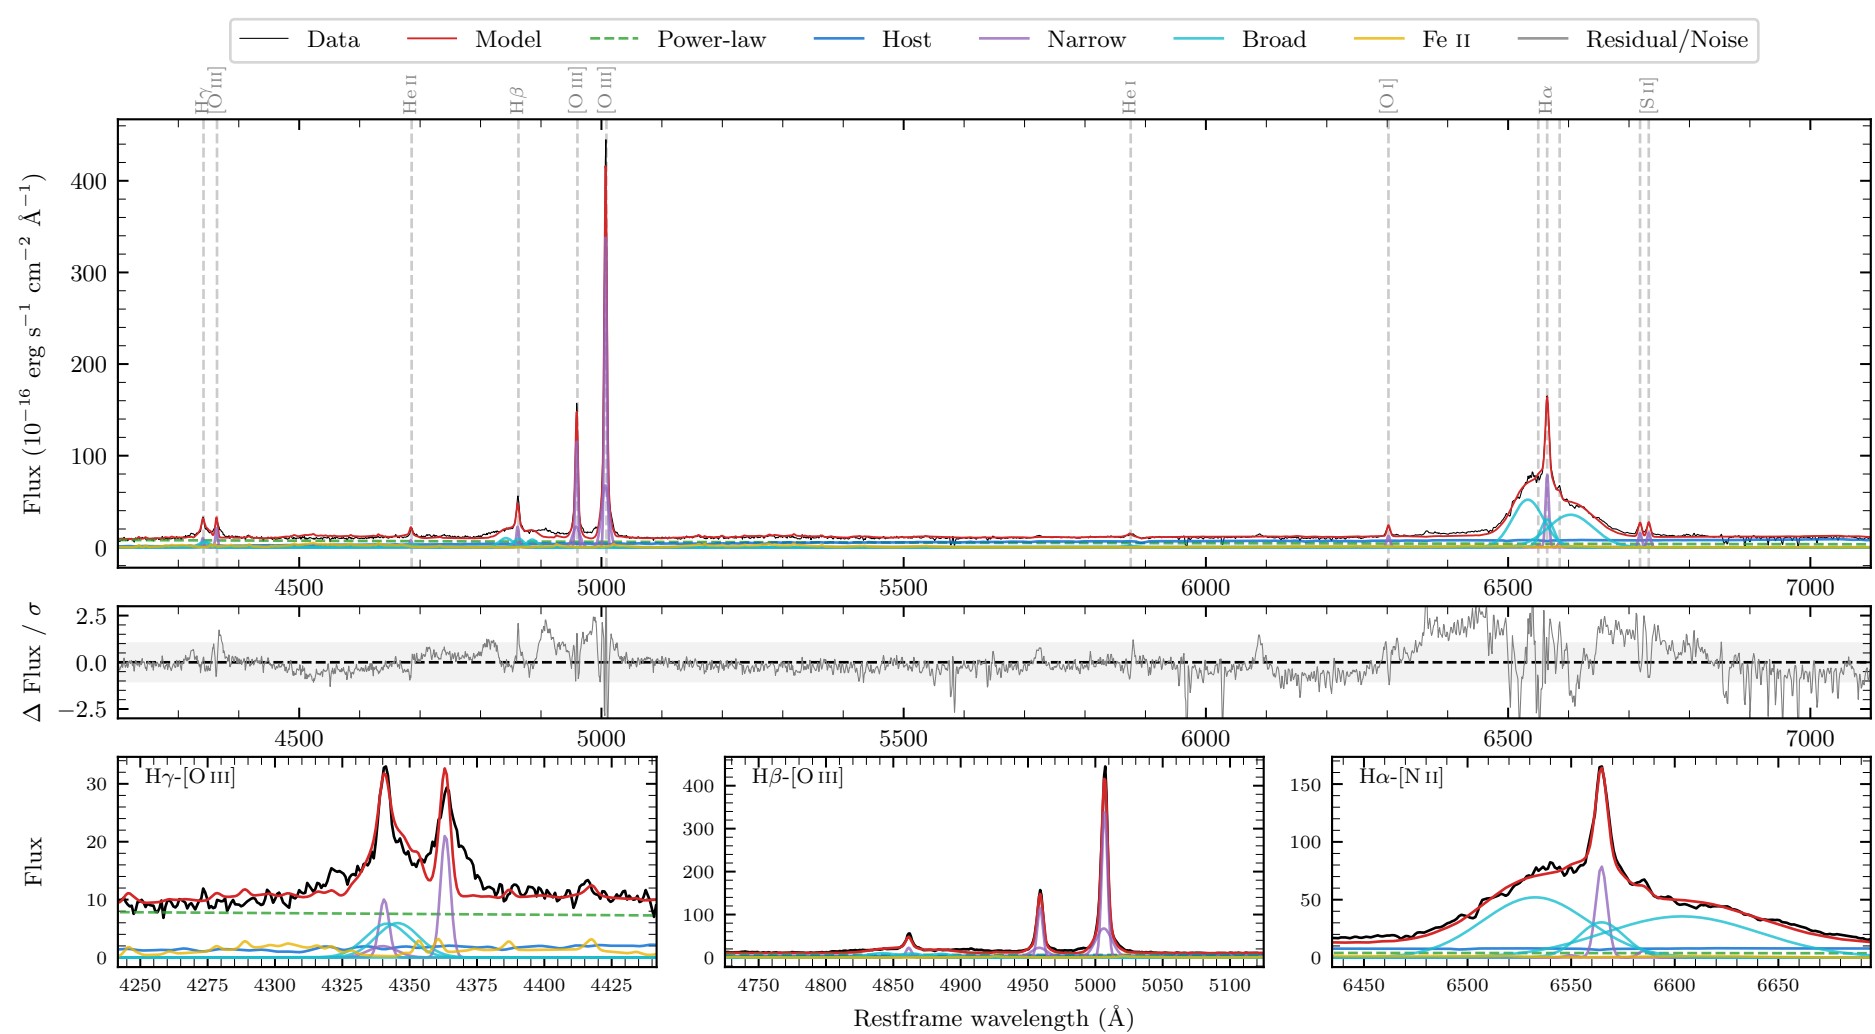 Data Model Power-law Host Narrow Broad Fe II Residual/Noise
Hγ [O III] He II Hβ [O III] [O III] He I [O I] Hα [S II]
Flux (10⁻¹⁶ erg s⁻¹ cm⁻² Å⁻¹)
400
300
200
100
0
4500 5000 5500 6000 6500 7000
Δ Flux / σ
2.5
0.0
−2.5
4500 5000 5500 6000 6500 7000
Flux
Hγ-[O III]
30
20
10
0
4250 4275 4300 4325 4350 4375 4400 4425
Hβ-[O III]
400
300
200
100
0
4750 4800 4850 4900 4950 5000 5050 5100
Hα-[N II]
150
100
50
0
6450 6500 6550 6600 6650
Restframe wavelength (Å)